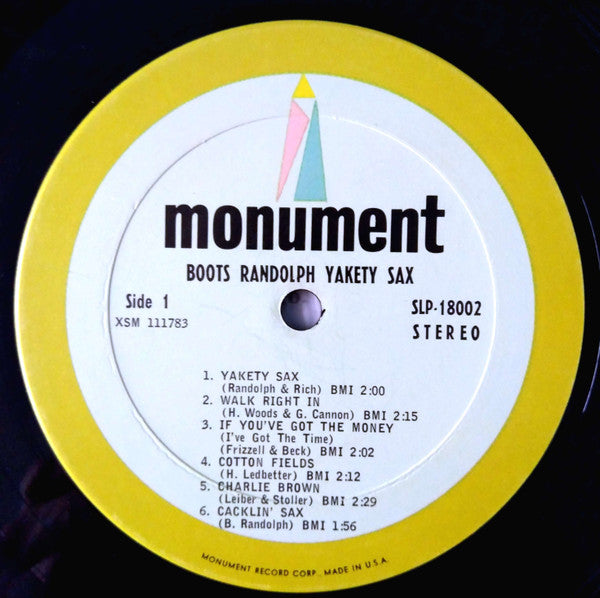 monument
BOOTS RANDOLPH YAKETY SAX
Side 1
SLP-18002
XSM 111783
STEREO
1. YAKETY SAX
(Randolph & Rich) BMI 2:00
2. WALK RIGHT IN
(H. Woods & G. Cannon) BMI 2:15
3. IF YOU'VE GOT THE MONEY
(I've Got The Time)
(Frizzell & Beck) BMI 2:02
4. COTTON FIELDS
(H. Ledbetter) BMI 2:12
5. CHARLIE BROWN
(Leiber & Stoller) BMI 2:29
6. CACKLIN' SAX
(B. Randolph) BMI 1:56
MONUMENT RECORD CORP., MADE IN U.S.A.